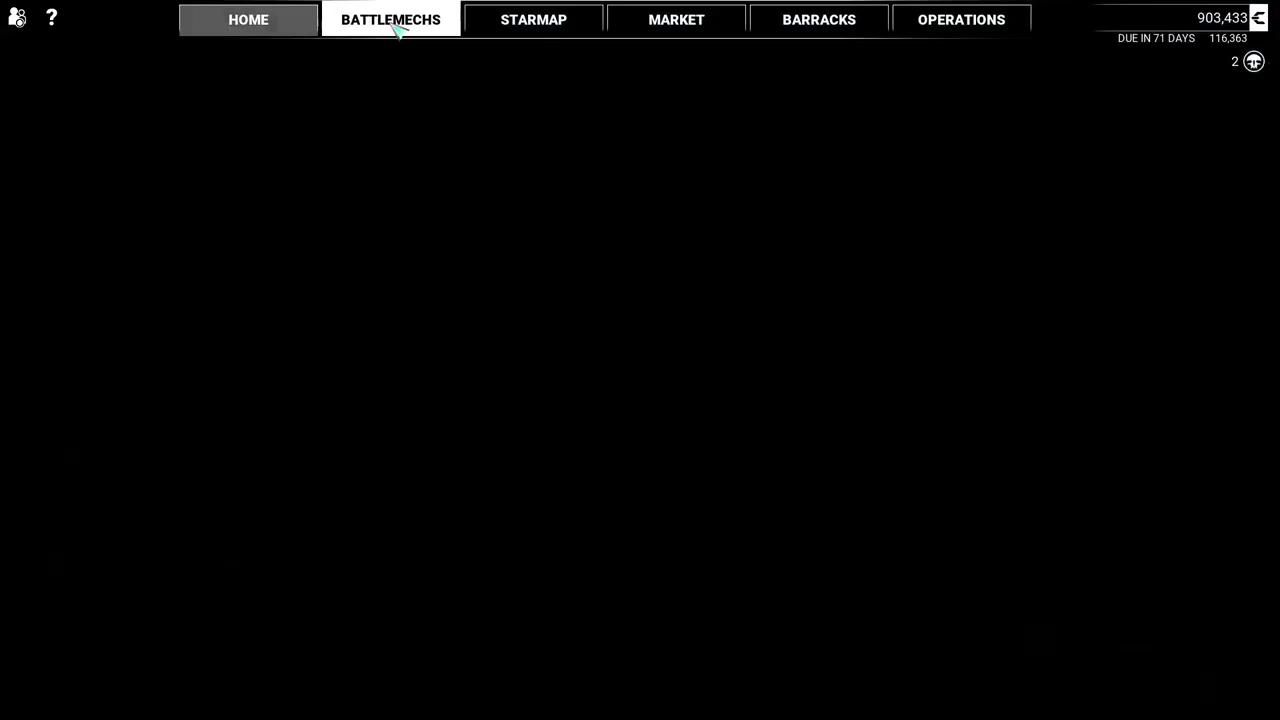 ?
HOME
BATTLEMECHS
STARMAP
MARKET
BARRACKS
OPERATIONS
903,433
DUE IN 71 DAYS 116,363
2